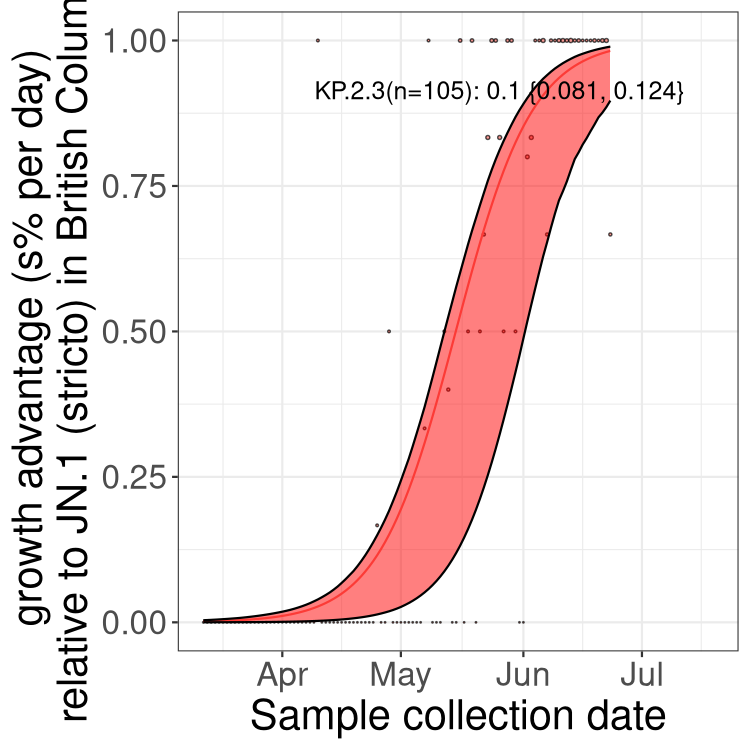 growth advantage (s% per day)
relative to JN.1 (stricto) in British Colum
1.00
0.75
0.50
0.25
0.00
KP.2.3(n=105): 0.1 {0.081, 0.124}
Apr May Jun Jul
Sample collection date